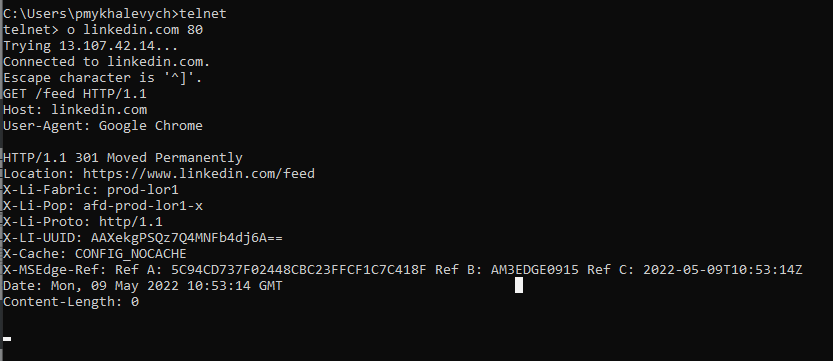 C:\Users\pmykhalevych>telnet
telnet> o linkedin.com 80
Trying 13.107.42.14...
Connected to linkedin.com.
Escape character is '^]'.
GET /feed HTTP/1.1
Host: linkedin.com
User-Agent: Google Chrome
HTTP/1.1 301 Moved Permanently
Location: https://www.linkedin.com/feed
X-Li-Fabric: prod-lor1
X-Li-Pop: afd-prod-lor1-x
X-Li-Proto: http/1.1
X-LI-UUID: AAXekgPSQz7Q4MNFb4dj6A==
X-Cache: CONFIG_NOCACHE
X-MSEdge-Ref: Ref A: 5C94CD737F02448CBC23FFCF1C7C418F Ref B: AM3EDGE0915 Ref C: 2022-05-09T10:53:14Z
Date: Mon, 09 May 2022 10:53:14 GMT
Content-Length: 0